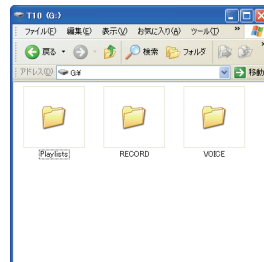 T10 (G:)
ファイル(F) 編集(E) 表示(V) お気に入り(A) ツール(T) »
戻る 検索 フォルダ
アドレス(D) G:¥ 移動
Playlists RECORD VOICE